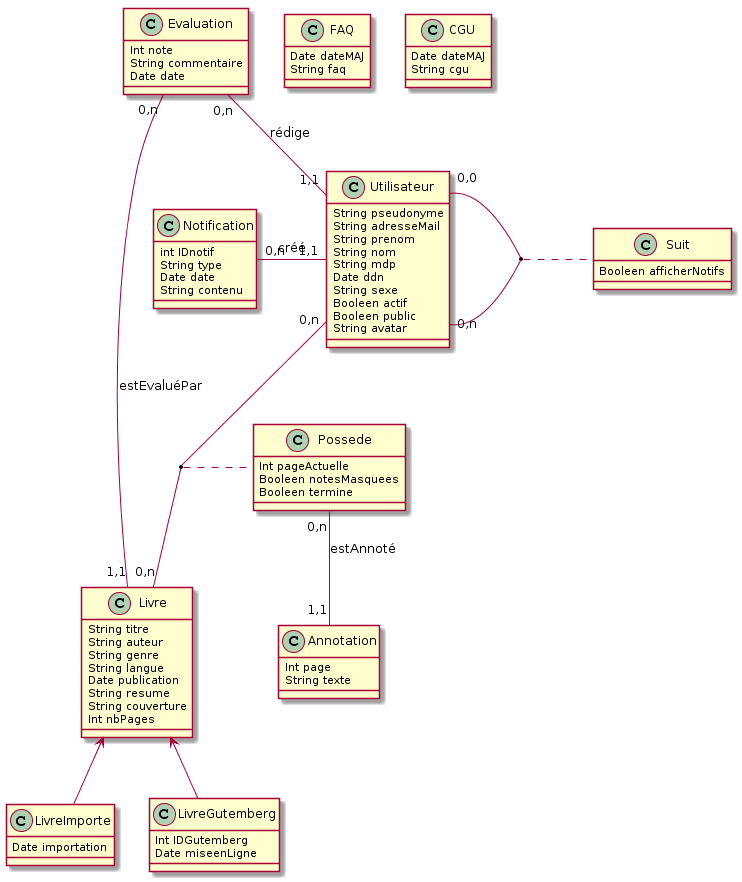 C Evaluation
Int note
String commentaire
Date date
C FAQ
Date dateMAJ
String faq
C CGU
Date dateMAJ
String cgu
0,n
0,n
rédige
1,1
0,0
C Utilisateur
String pseudonyme
String adresseMail
String prenom
String nom
String mdp
Date ddn
String sexe
Booleen actif
Booleen public
String avatar
C Notification
int IDnotif
String type
Date date
String contenu
0,n
créé
1,1
C Suit
Booleen afficherNotifs
0,n
0,n
estEvaluéPar
C Possede
Int pageActuelle
Booleen notesMasquees
Booleen termine
0,n
estAnnoté
1,1
1,1
0,n
C Livre
String titre
String auteur
String genre
String langue
Date publication
String resume
String couverture
Int nbPages
C Annotation
Int page
String texte
C LivreImporte
Date importation
C LivreGutemberg
Int IDGutemberg
Date miseenLigne